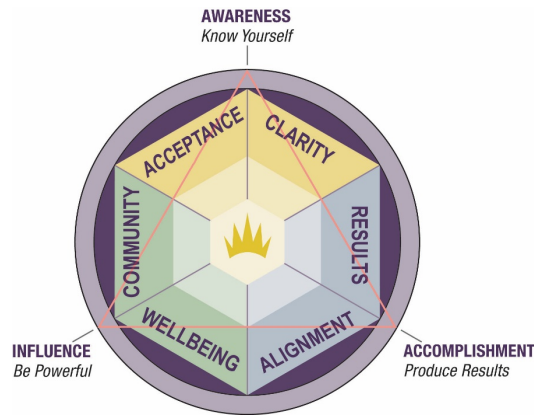 AWARENESS
Know Yourself
ACCEPTANCE
CLARITY
COMMUNITY
RESULTS
WELLBEING
ALIGNMENT
INFLUENCE
Be Powerful
ACCOMPLISHMENT
Produce Results